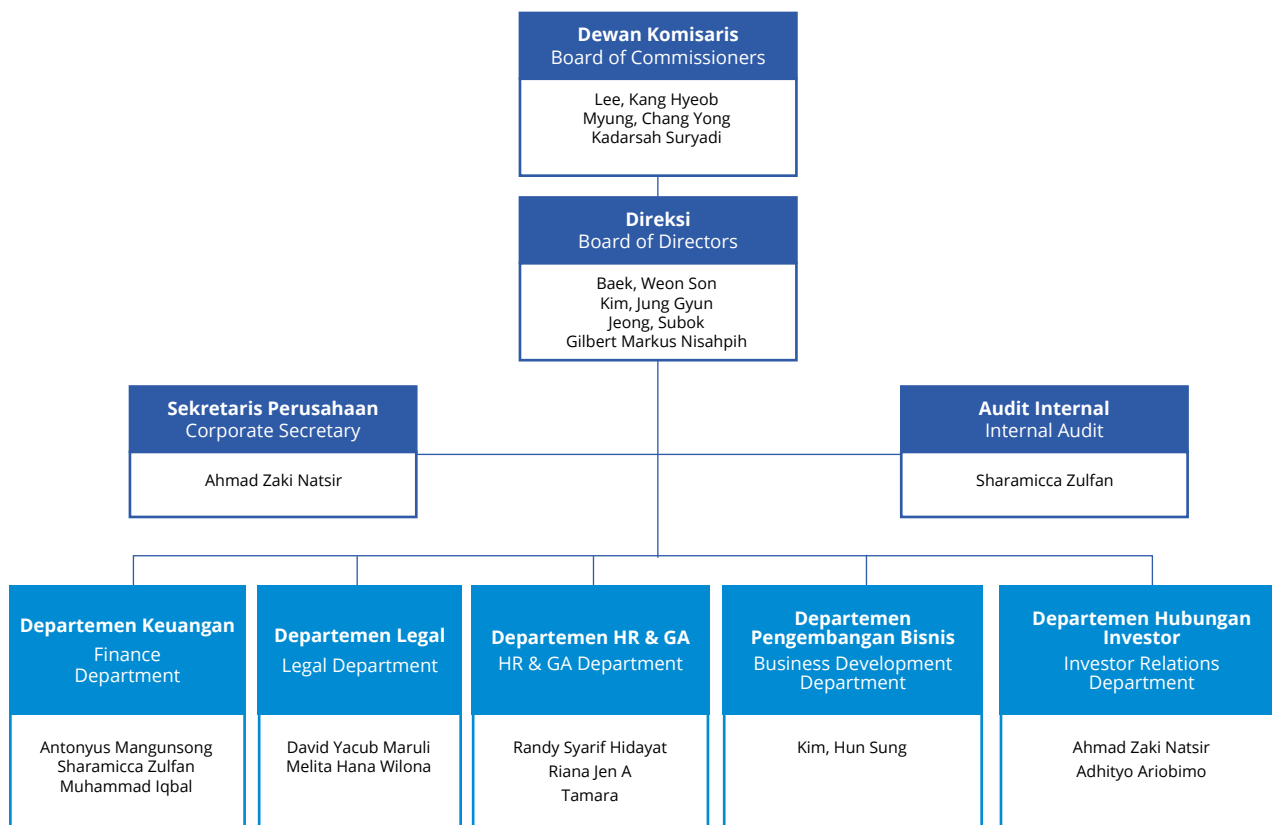 Dewan Komisaris
Board of Commissioners
Lee, Kang Hyeob
Myung, Chang Yong
Kadarsah Suryadi
Direksi
Board of Directors
Baek, Weon Son
Kim, Jung Gyun
Jeong, Subok
Gilbert Markus Nisahpih
Sekretaris Perusahaan
Corporate Secretary
Ahmad Zaki Natsir
Audit Internal
Internal Audit
Sharamicca Zulfan
Departemen Keuangan
Finance
Department
Antonyus Mangunsong
Sharamicca Zulfan
Muhammad Iqbal
Departemen Legal
Legal Department
David Yacub Maruli
Melita Hana Wilona
Departemen HR & GA
HR & GA Department
Randy Syarif Hidayat
Riana Jen A
Tamara
Departemen
Pengembangan Bisnis
Business Development
Department
Kim, Hun Sung
Departemen Hubungan
Investor
Investor Relations
Department
Ahmad Zaki Natsir
Adhityo Ariobimo